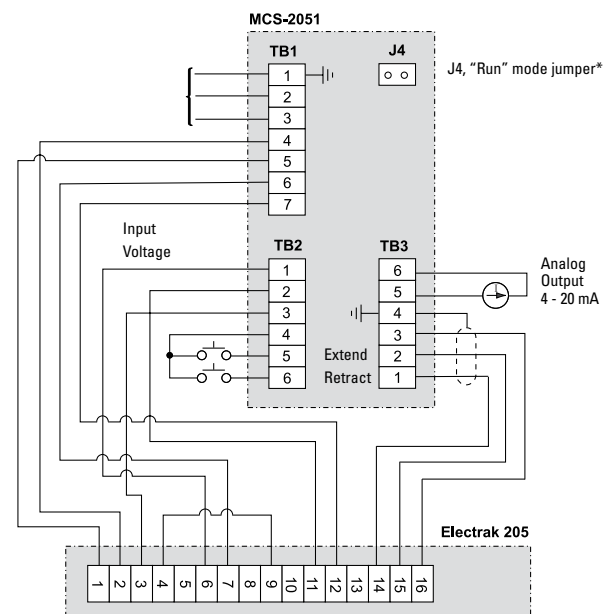 MCS-2051
TB1
J4
J4, “Run” mode jumper*
1
2
3
4
5
6
7
Input
Voltage
TB2
1
2
3
4
5
6
TB3
6
5
4
3
2
1
Extend
Retract
Analog
Output
4 - 20 mA
Electrak 205
1 2 3 4 5 6 7 8 9 10 11 12 13 14 15 16